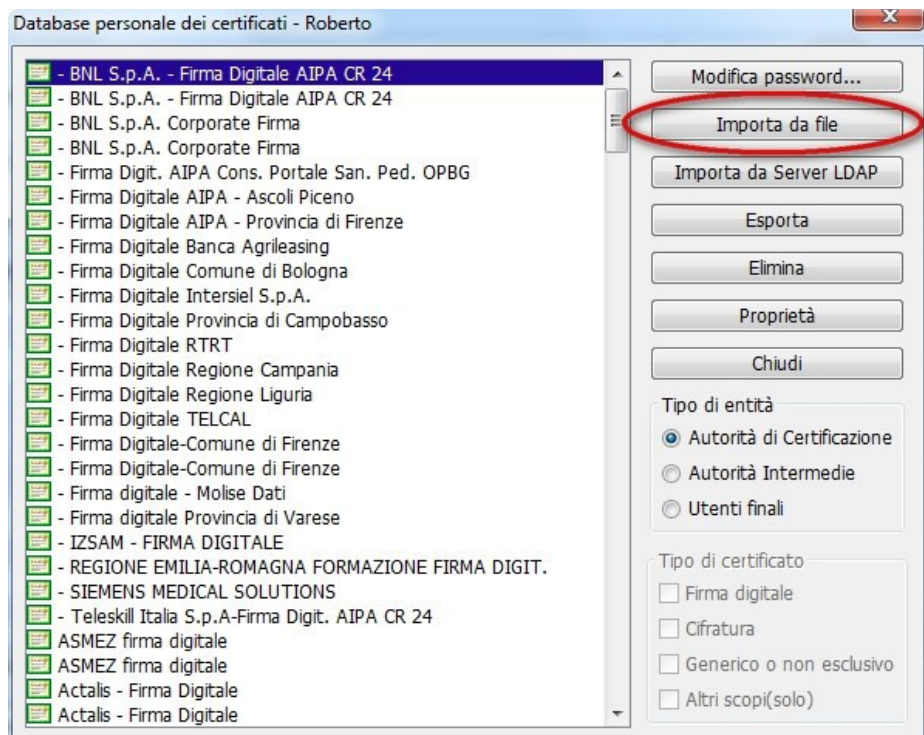 Database personale dei certificati - Roberto
- BNL S.p.A. - Firma Digitale AIPA CR 24
- BNL S.p.A. - Firma Digitale AIPA CR 24
- BNL S.p.A. Corporate Firma
- BNL S.p.A. Corporate Firma
- Firma Digit. AIPA Cons. Portale San. Ped. OPBG
- Firma Digitale AIPA - Ascoli Piceno
- Firma Digitale AIPA - Provincia di Firenze
- Firma Digitale Banca Agrileasing
- Firma Digitale Comune di Bologna
- Firma Digitale Intersiel S.p.A.
- Firma Digitale Provincia di Campobasso
- Firma Digitale RTRT
- Firma Digitale Regione Campania
- Firma Digitale Regione Liguria
- Firma Digitale TELCAL
- Firma Digitale-Comune di Firenze
- Firma Digitale-Comune di Firenze
- Firma digitale - Molise Dati
- Firma digitale Provincia di Varese
- IZSAM - FIRMA DIGITALE
- REGIONE EMILIA-ROMAGNA FORMAZIONE FIRMA DIGIT.
- SIEMENS MEDICAL SOLUTIONS
- Teleskill Italia S.p.A-Firma Digit. AIPA CR 24
ASMEZ firma digitale
ASMEZ firma digitale
Actalis - Firma Digitale
Actalis - Firma Digitale
Modifica password...
Importa da file
Importa da Server LDAP
Esporta
Elimina
Proprietà
Chiudi
Tipo di entità
Autorità di Certificazione
Autorità Intermedie
Utenti finali
Tipo di certificato
Firma digitale
Cifratura
Generico o non esclusivo
Altri scopi(solo)